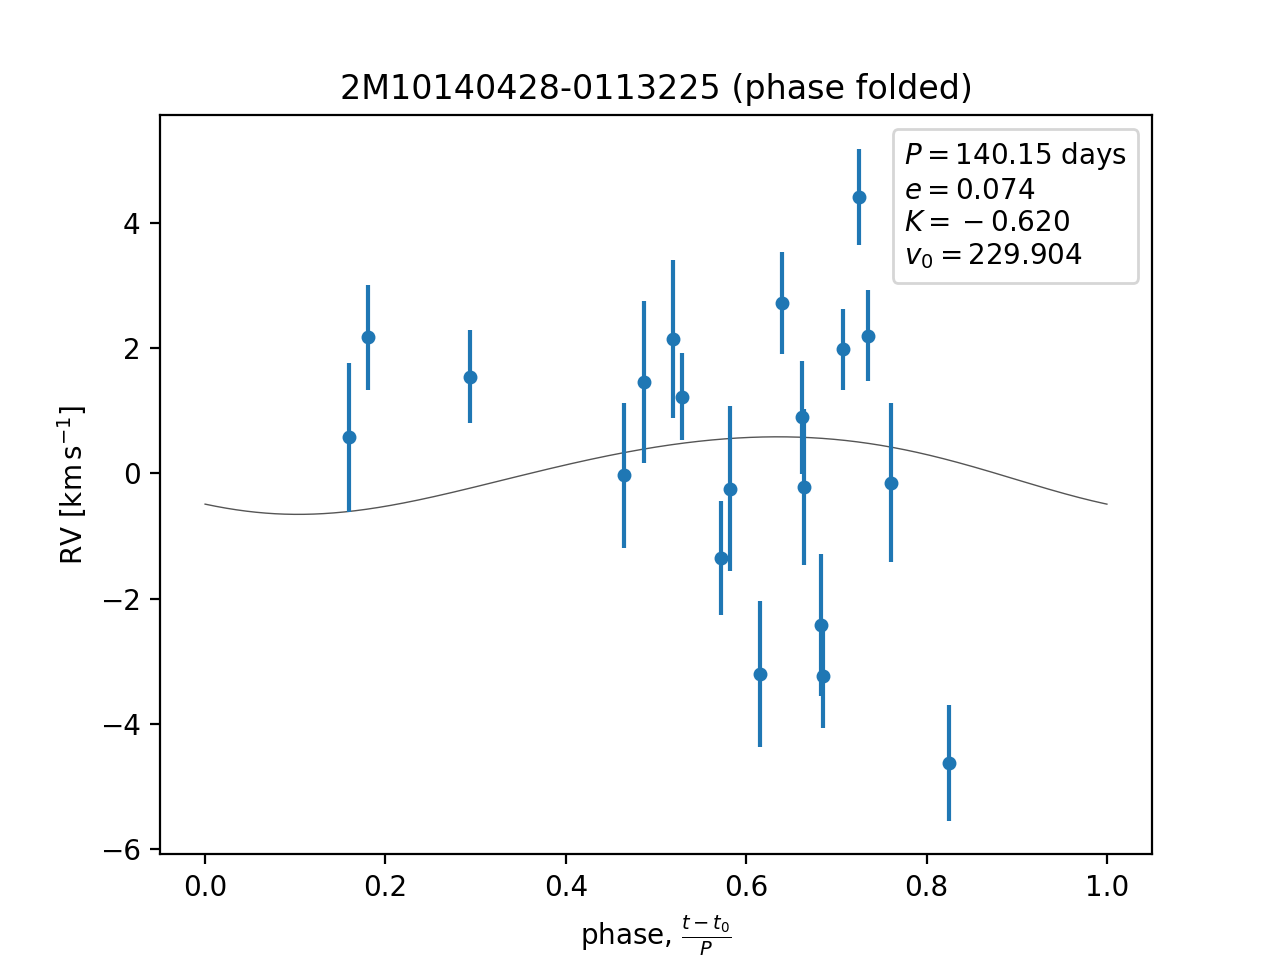 2M10140428-0113225 (phase folded)
P = 140.15 days
e = 0.074
K = −0.620
v₀ = 229.904
RV [km s⁻¹]
4
2
0
−2
−4
−6
0.0 0.2 0.4 0.6 0.8 1.0
phase, (t − t₀)/P